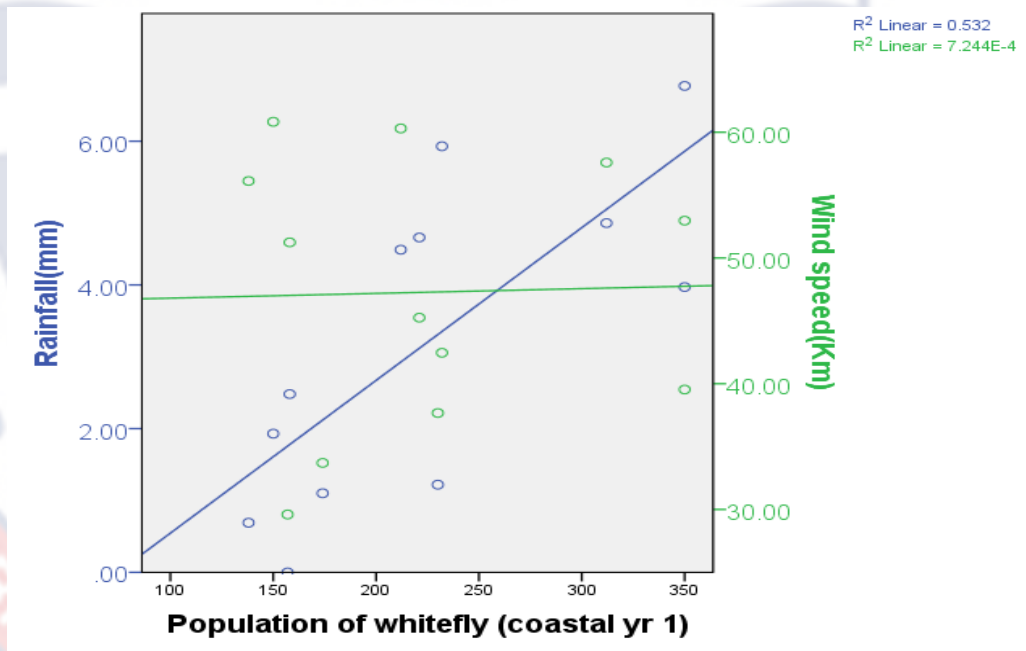 R2 Linear = 0.532
R2 Linear = 7.244E-4
6.00
4.00
2.00
.00
Rainfall(mm)
60.00
50.00
40.00
30.00
Wind speed(Km)
100 150 200 250 300 350
Population of whitefly (coastal yr 1)